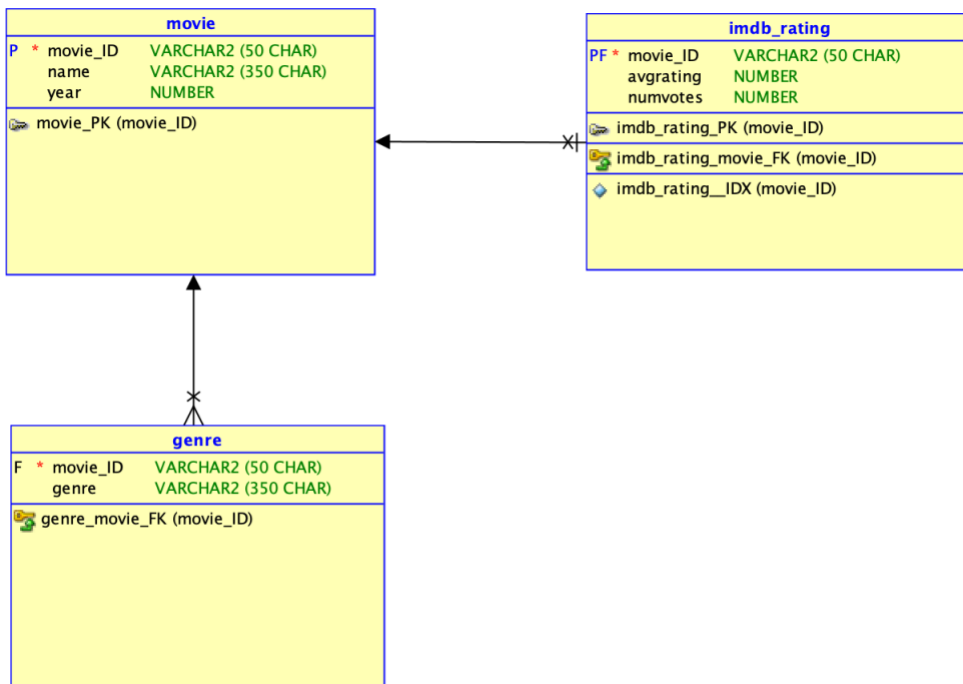 movie
P * movie_ID VARCHAR2 (50 CHAR)
name VARCHAR2 (350 CHAR)
year NUMBER
movie_PK (movie_ID)
imdb_rating
PF * movie_ID VARCHAR2 (50 CHAR)
avgrating NUMBER
numvotes NUMBER
imdb_rating_PK (movie_ID)
imdb_rating_movie_FK (movie_ID)
imdb_rating__IDX (movie_ID)
genre
F * movie_ID VARCHAR2 (50 CHAR)
genre VARCHAR2 (350 CHAR)
genre_movie_FK (movie_ID)